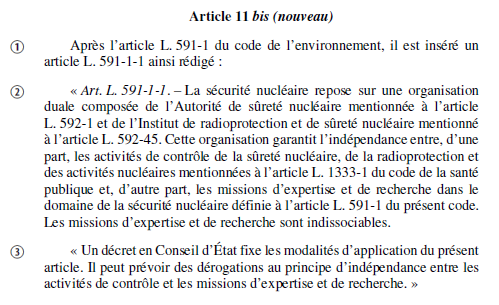 Article 11 bis (nouveau)
① Après l’article L. 591-1 du code de l’environnement, il est inséré un
article L. 591-1-1 ainsi rédigé :
② « Art. L. 591-1-1. – La sécurité nucléaire repose sur une organisation
duale composée de l’Autorité de sûreté nucléaire mentionnée à l’article
L. 592-1 et de l’Institut de radioprotection et de sûreté nucléaire mentionné
à l’article L. 592-45. Cette organisation garantit l’indépendance entre, d’une
part, les activités de contrôle de la sûreté nucléaire, de la radioprotection et
des activités nucléaires mentionnées à l’article L. 1333-1 du code de la santé
publique et, d’autre part, les missions d’expertise et de recherche dans le
domaine de la sécurité nucléaire définie à l’article L. 591-1 du présent code.
Les missions d’expertise et de recherche sont indissociables.
③ « Un décret en Conseil d’État fixe les modalités d’application du présent
article. Il peut prévoir des dérogations au principe d’indépendance entre les
activités de contrôle et les missions d’expertise et de recherche. »